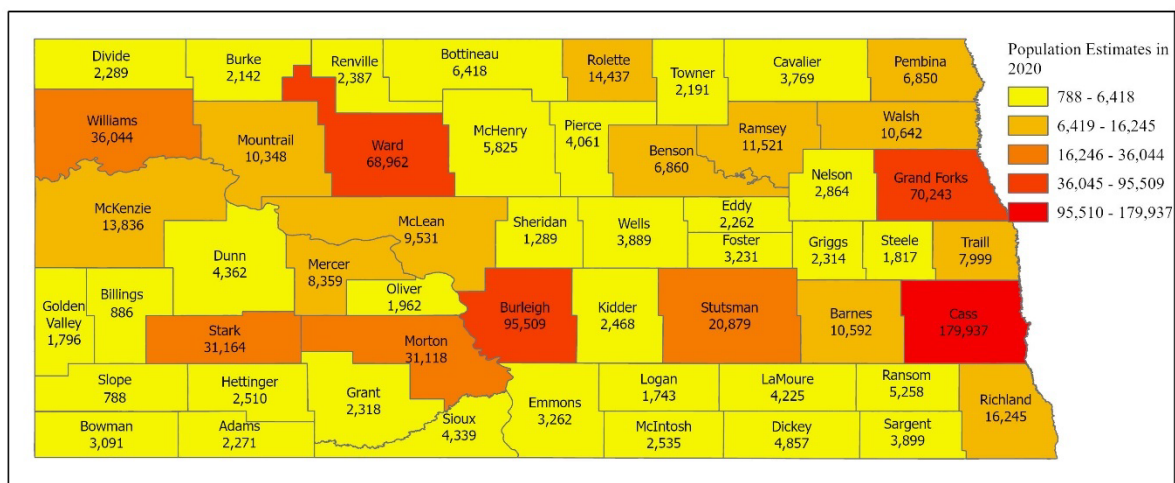 Divide
2,289
Burke
2,142
Renville
2,387
Bottineau
6,418
Rolette
14,437
Towner
2,191
Cavalier
3,769
Pembina
6,850
Williams
36,044
Mountrail
10,348
Ward
68,962
McHenry
5,825
Pierce
4,061
Benson
6,860
Ramsey
11,521
Walsh
10,642
Nelson
2,864
Grand Forks
70,243
McKenzie
13,836
Dunn
4,362
Mercer
8,359
McLean
9,531
Sheridan
1,289
Wells
3,889
Eddy
2,262
Foster
3,231
Griggs
2,314
Steele
1,817
Traill
7,999
Golden
Valley
1,796
Billings
886
Stark
31,164
Oliver
1,962
Morton
31,118
Burleigh
95,509
Kidder
2,468
Stutsman
20,879
Barnes
10,592
Cass
179,937
Slope
788
Hettinger
2,510
Grant
2,318
Sioux
4,339
Emmons
3,262
Logan
1,743
LaMoure
4,225
Ransom
5,258
Richland
16,245
Bowman
3,091
Adams
2,271
McIntosh
2,535
Dickey
4,857
Sargent
3,899
Population Estimates in
2020
788 - 6,418
6,419 - 16,245
16,246 - 36,044
36,045 - 95,509
95,510 - 179,937